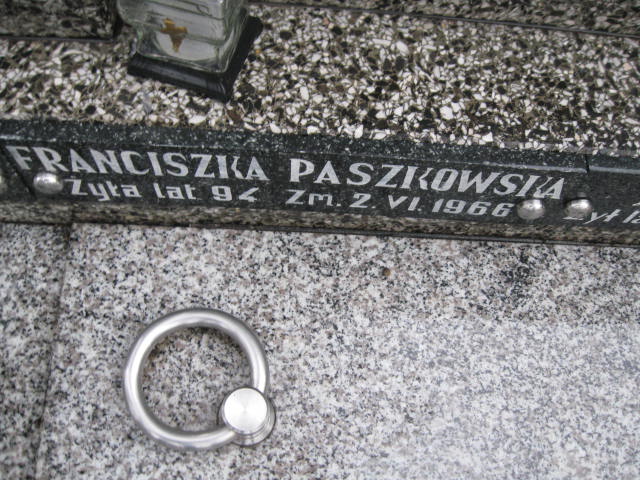 FRANCISZKA PASZKOWSKA
Żyła lat 94 Zm. 2 VI. 1966